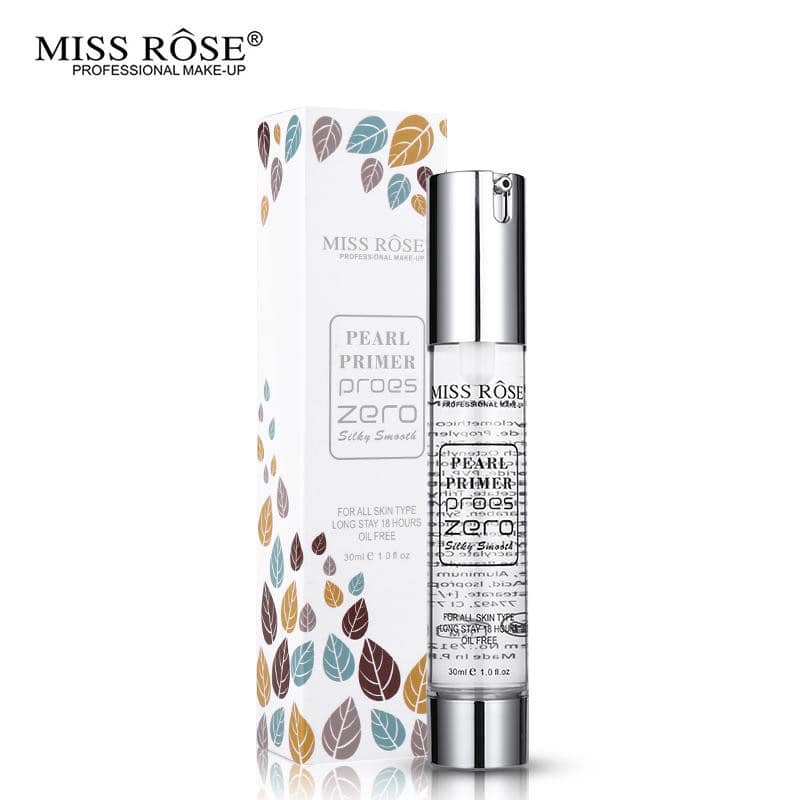 MISS RÔSE®
PROFESSIONAL MAKE-UP
MISS RÔSE
PROFESSIONAL MAKE-UP
PEARL
PRIMER
proes
zero
Silky Smooth
FOR ALL SKIN TYPE
LONG STAY 18 HOURS
OIL FREE
30ml e 1.0 fl.oz
MISS RÔSE
PROFESSIONAL MAKE-UP
PEARL
PRIMER
proes
zero
Silky Smooth
FOR ALL SKIN TYPE
LONG STAY 18 HOURS
OIL FREE
Made in P.R
30ml e 1.0 fl.oz